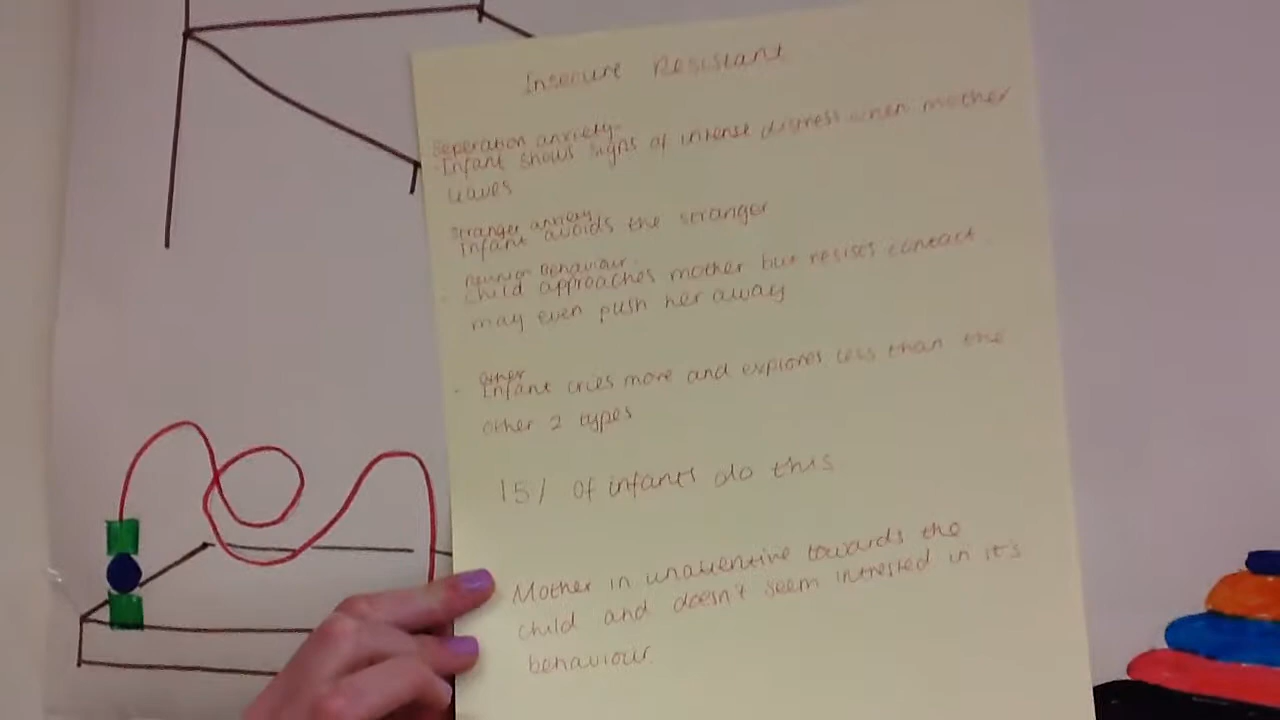 Insecure Resistant
Seperation anxiety-
- Infant shows signs of intense distress when mother
leaves
Stranger anxiety
Infant avoids the stranger
Reunion Behaviour
- Child approaches mother but resists contact
may even push her away
other
- Infant cries more and explores less than the
other 2 types
15% of infants do this
Mother in unattentive towards the
child and doesn't seem intrested in it's
behaviour.